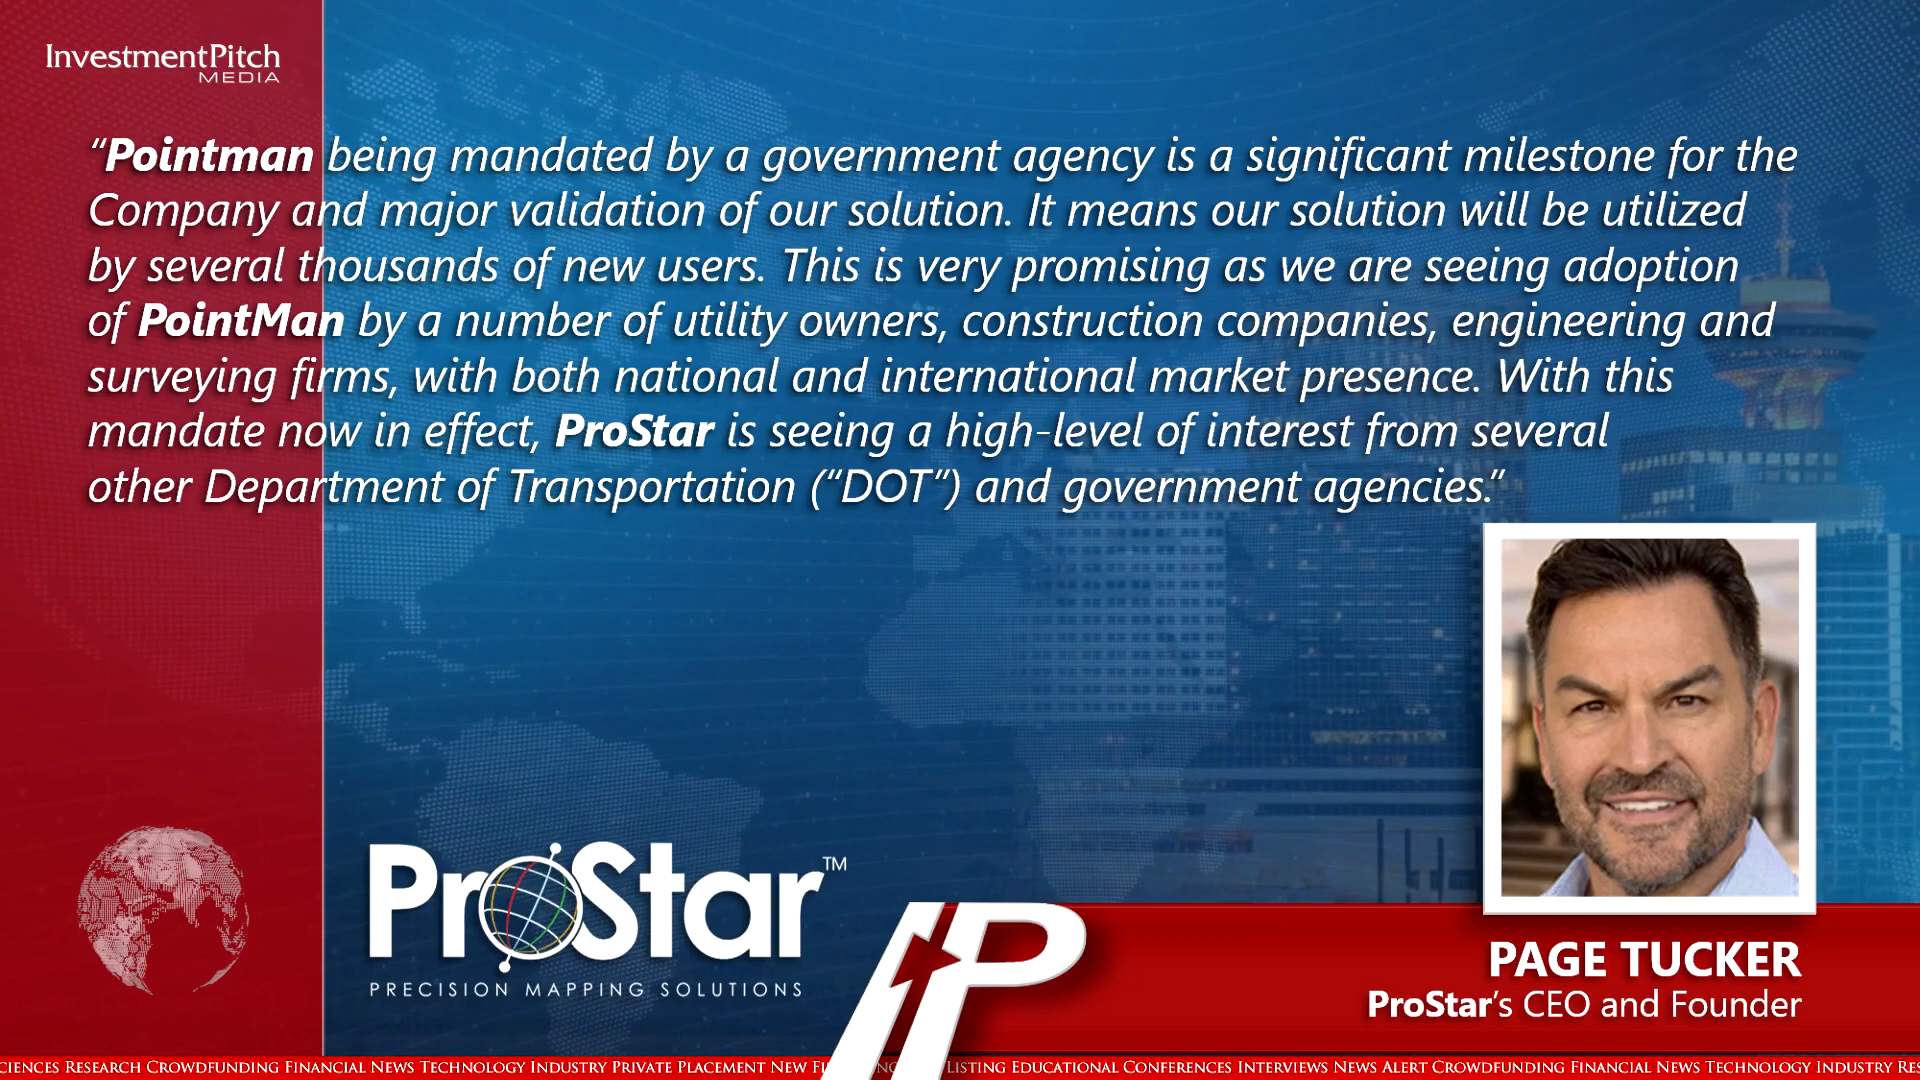 InvestmentPitch
MEDIA
“Pointman being mandated by a government agency is a significant milestone for the
Company and major validation of our solution. It means our solution will be utilized
by several thousands of new users. This is very promising as we are seeing adoption
of PointMan by a number of utility owners, construction companies, engineering and
surveying firms, with both national and international market presence. With this
mandate now in effect, ProStar is seeing a high-level of interest from several
other Department of Transportation (“DOT“) and government agencies.”
ProStar™
PRECISION MAPPING SOLUTIONS
IP
PAGE TUCKER
ProStar's CEO and Founder
CIENCES RESEARCH CROWDFUNDING FINANCIAL NEWS TECHNOLOGY INDUSTRY PRIVATE PLACEMENT NEW LISTING EDUCATIONAL CONFERENCES INTERVIEWS NEWS ALERT CROWDFUNDING FINANCIAL NEWS TECHNOLOGY INDUSTRY RES